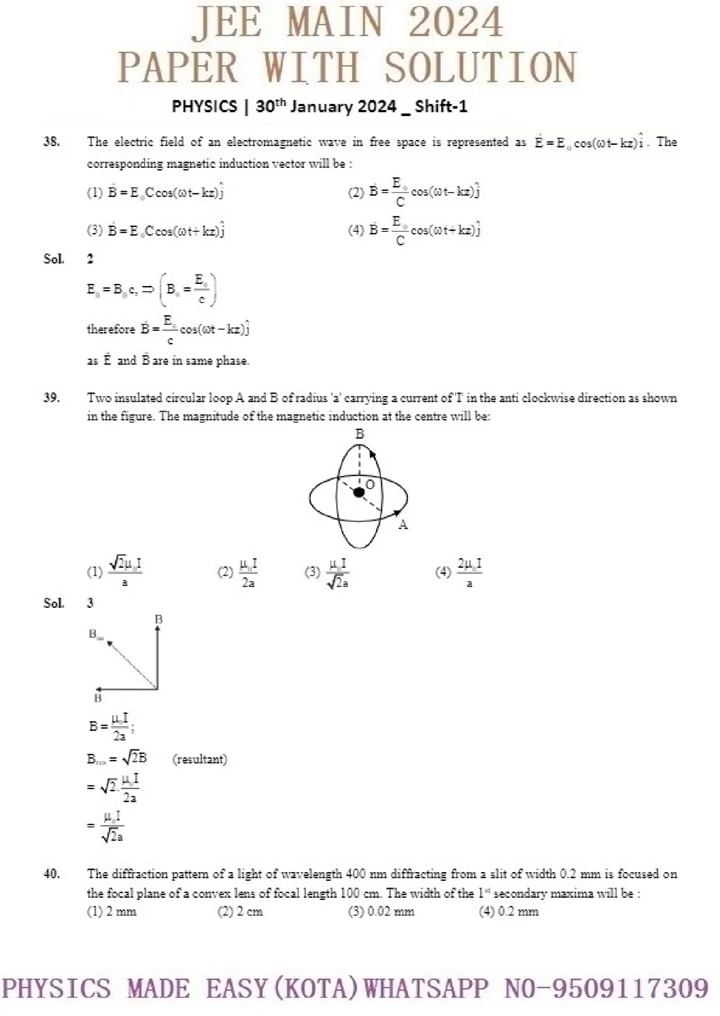 JEE MAIN 2024
PAPER WITH SOLUTION
PHYSICS | 30th January 2024 _ Shift-1
38. The electric field of an electromagnetic wave in free space is represented as E⃗ = E₀ cos(ωt– kz)î. The
corresponding magnetic induction vector will be :
(1) B⃗ = E₀C cos(ωt– kz)ĵ (2) B⃗ = E₀/C cos(ωt– kz)ĵ
(3) B⃗ = E₀C cos(ωt+ kz)ĵ (4) B⃗ = E₀/C cos(ωt+ kz)ĵ
Sol. 2
E₀ = B₀c, ⇒ (B₀ = E₀/c)
therefore B⃗ = E₀/c cos(ωt – kz)ĵ
as E⃗ and B⃗ are in same phase.
39. Two insulated circular loop A and B of radius 'a' carrying a current of 'I' in the anti clockwise direction as shown
in the figure. The magnitude of the magnetic induction at the centre will be:
B
O
A
(1) √2μ₀I/a (2) μ₀I/2a (3) μ₀I/√2a (4) 2μ₀I/a
Sol. 3
B
Bres
B
B = μ₀I/2a ;
Bres = √2B (resultant)
= √2.μ₀I/2a
= μ₀I/√2a
40. The diffraction pattern of a light of wavelength 400 nm diffracting from a slit of width 0.2 mm is focused on
the focal plane of a convex lens of focal length 100 cm. The width of the 1st secondary maxima will be :
(1) 2 mm (2) 2 cm (3) 0.02 mm (4) 0.2 mm
PHYSICS MADE EASY(KOTA)WHATSAPP NO-9509117309